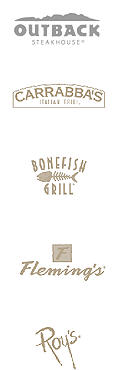 OUTBACK
STEAKHOUSE®
CARRABBA'S
ITALIAN GRILL
BONEFISH
GRILL
F
Fleming's®
Roy's®